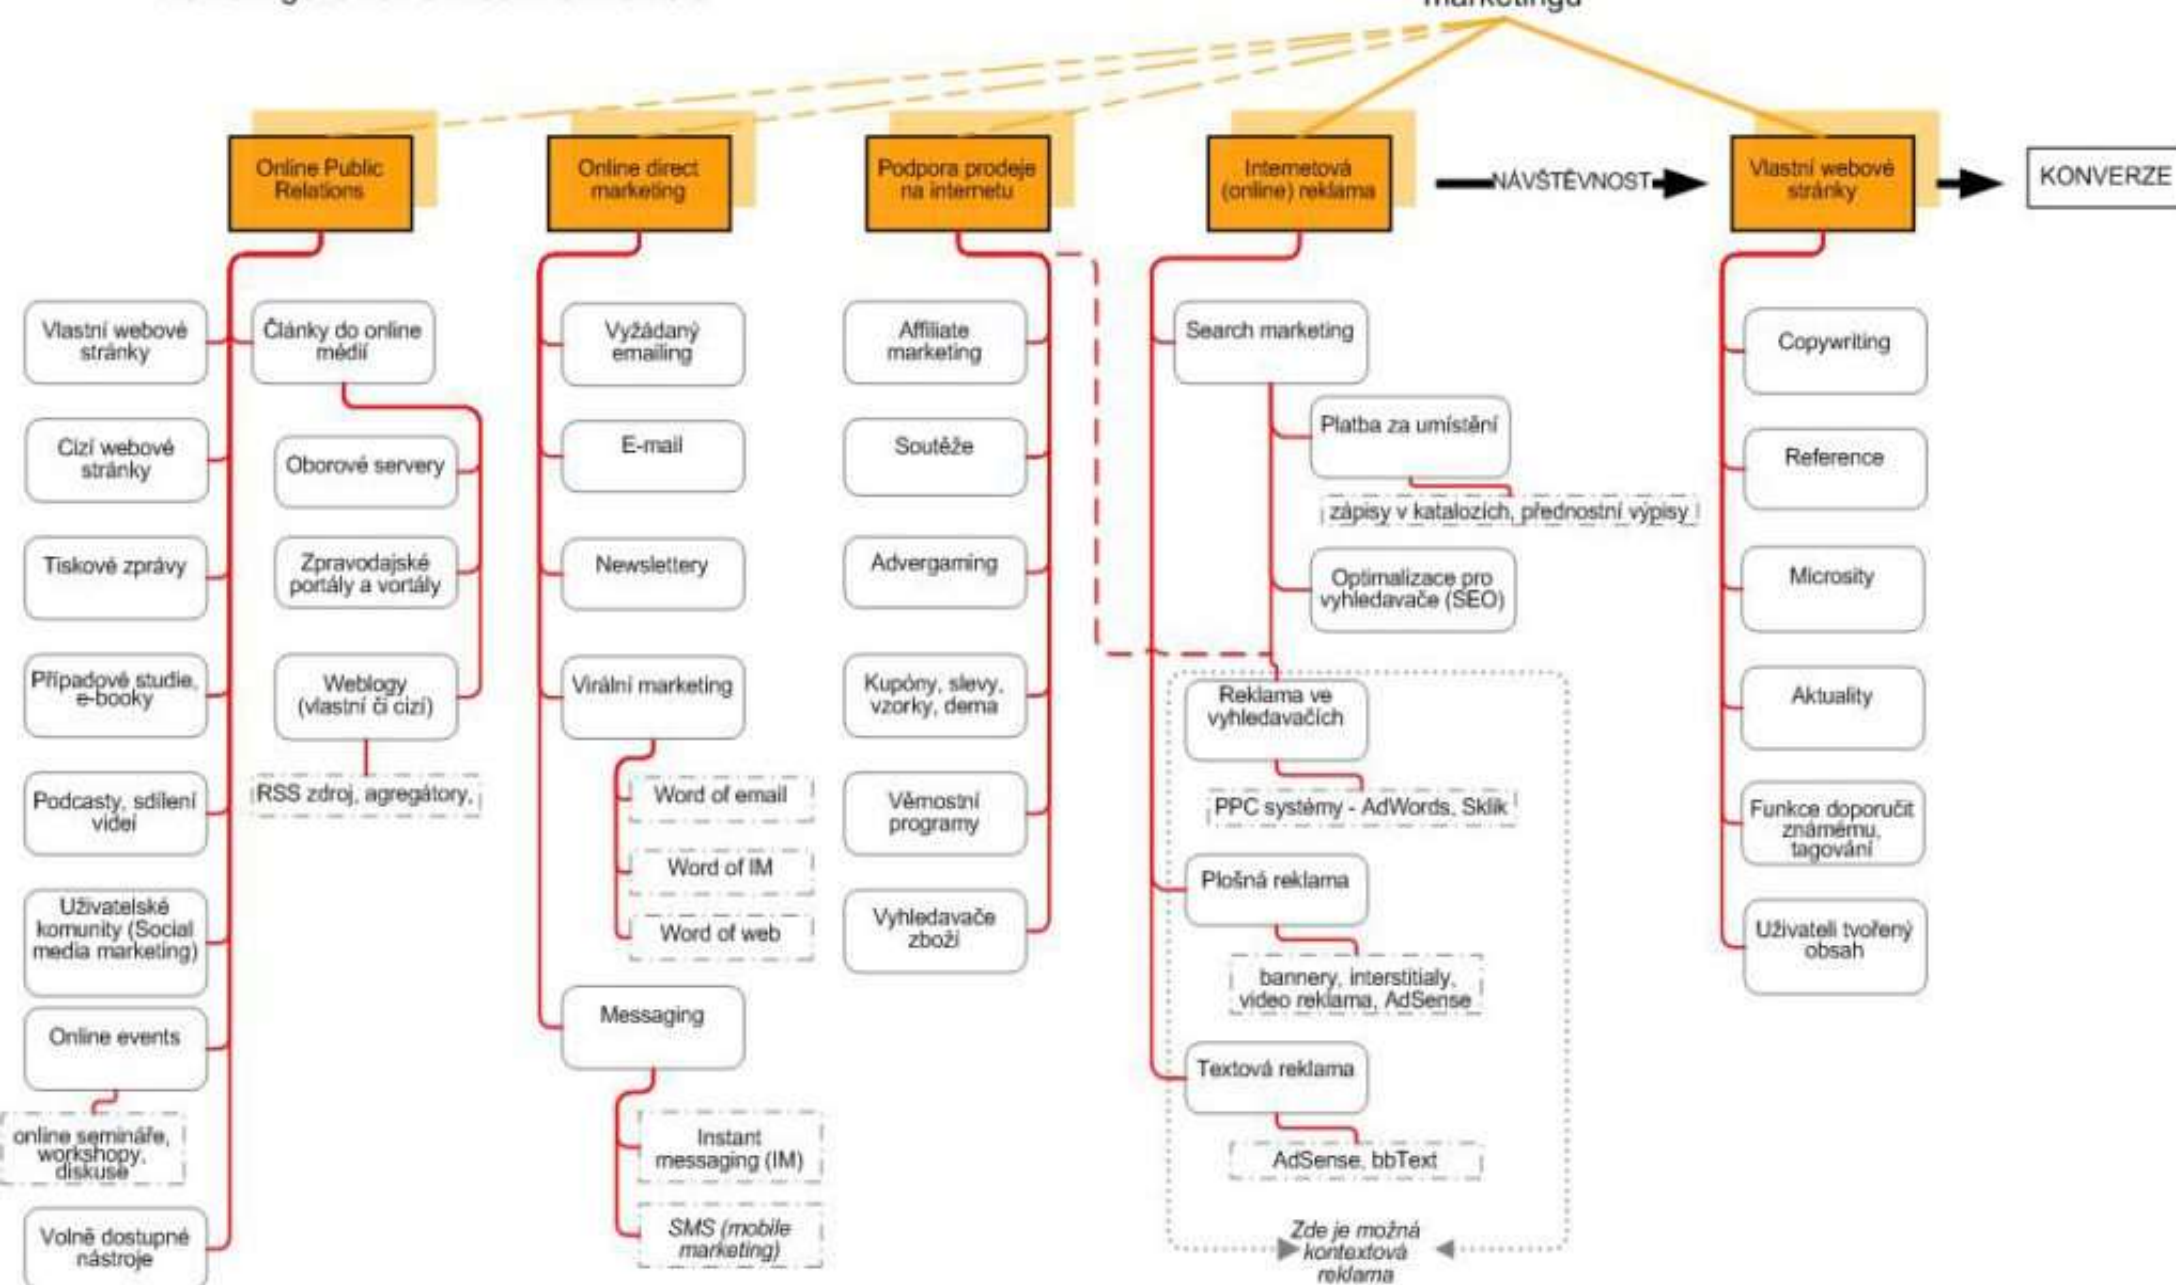 marketingu
Online Public
Relations
Online direct
marketing
Podpora prodeje
na internetu
Internetová
(online) reklama
NÁVŠTĚVNOST
Vlastní webové
stránky
KONVERZE
Vlastní webové
stránky
Cizí webové
stránky
Tiskové zprávy
Případové studie,
e-booky
Podcasty, sdílení
videí
Uživatelské
komunity (Social
media marketing)
Online events
online semináře,
workshopy,
diskuse
Volně dostupné
nástroje
Články do online
médií
Oborové servery
Zpravodajské
portály a vortály
Weblogy
(vlastní či cizí)
RSS zdroj, agregátory,
Vyžádaný
emailing
E-mail
Newslettery
Virální marketing
Word of email
Word of IM
Word of web
Messaging
Instant
messaging (IM)
SMS (mobile
marketing)
Affiliate
marketing
Soutěže
Advergaming
Kupóny, slevy,
vzorky, dema
Věrnostní
programy
Vyhledavače
zboží
Search marketing
Platba za umístění
zápisy v katalozích, přednostní výpisy
Optimalizace pro
vyhledavače (SEO)
Reklama ve
vyhledavačích
PPC systémy - AdWords, Sklik
Plošná reklama
bannery, interstitialy,
video reklama, AdSense
Textová reklama
AdSense, bbText
Zde je možná
kontextová
reklama
Copywriting
Reference
Microsity
Aktuality
Funkce doporučit
známému,
tagování
Uživateli tvořený
obsah